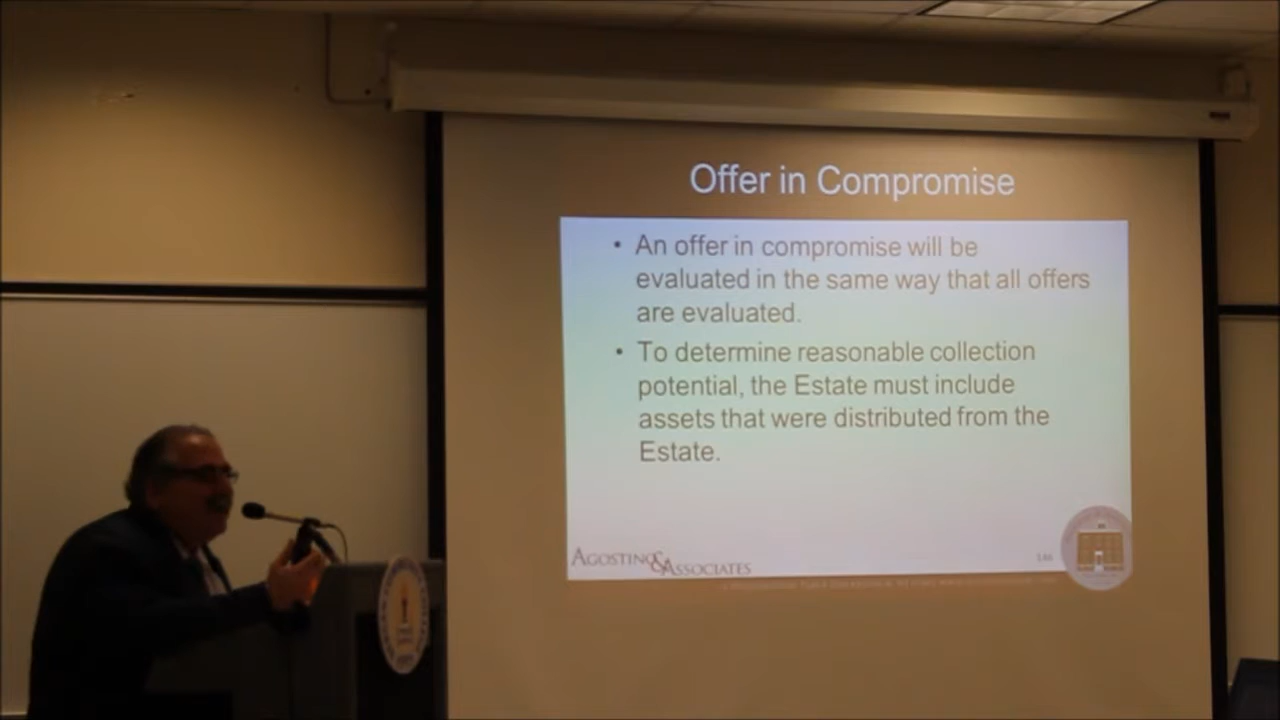 Offer in Compromise
• An offer in compromise will be
evaluated in the same way that all offers
are evaluated.
• To determine reasonable collection
potential, the Estate must include
assets that were distributed from the
Estate.
AGOSTINO & ASSOCIATES